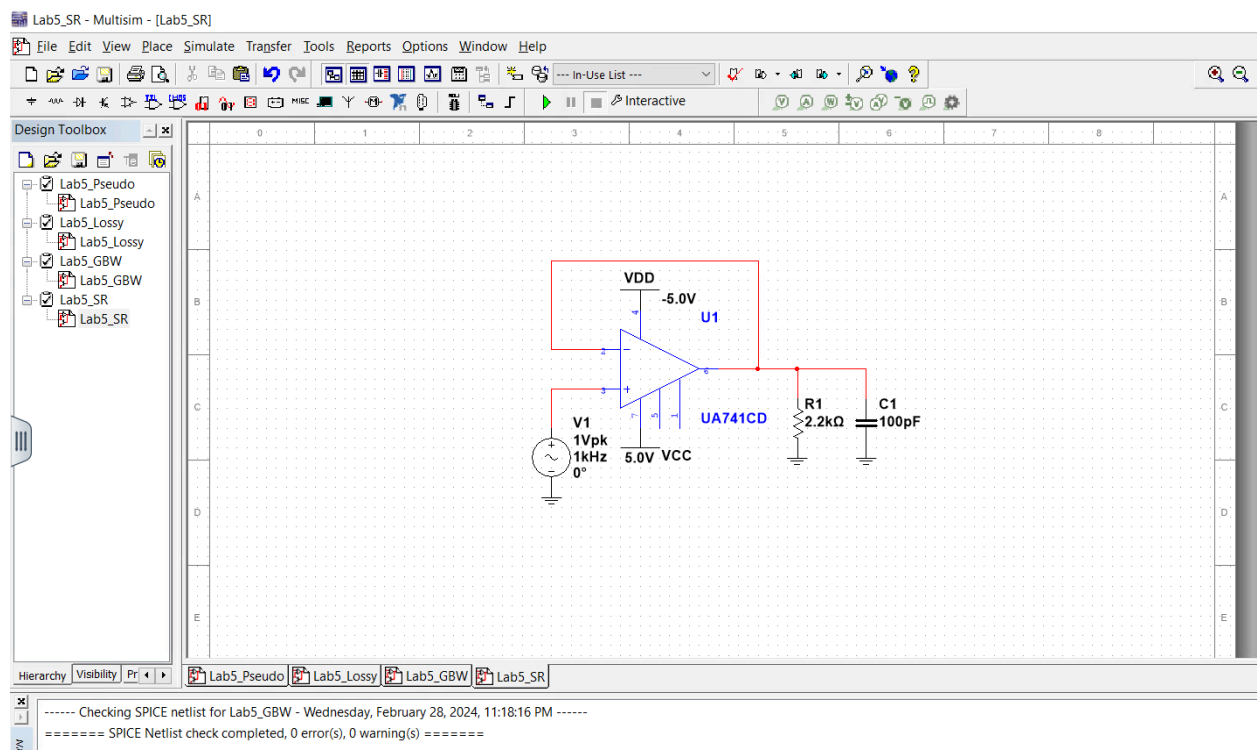 Lab5_SR - Multisim - [Lab5_SR]
File Edit View Place Simulate Transfer Tools Reports Options Window Help
--- In-Use List ---
MISC Interactive
Design Toolbox
0 1 2 3 4 5 6 7 8
Lab5_Pseudo
Lab5_Pseudo
Lab5_Lossy
Lab5_Lossy
Lab5_GBW
Lab5_GBW
Lab5_SR
Lab5_SR
A A
B B
C C
D D
E E
VDD
-5.0V
4
U1
2
3
6
7 5 1
UA741CD
V1
1Vpk
1kHz
0°
5.0V VCC
R1
2.2kΩ
C1
100pF
Hierarchy Visibility Pr
Lab5_Pseudo Lab5_Lossy Lab5_GBW Lab5_SR
------ Checking SPICE netlist for Lab5_GBW - Wednesday, February 28, 2024, 11:18:16 PM ------
======= SPICE Netlist check completed, 0 error(s), 0 warning(s) =======